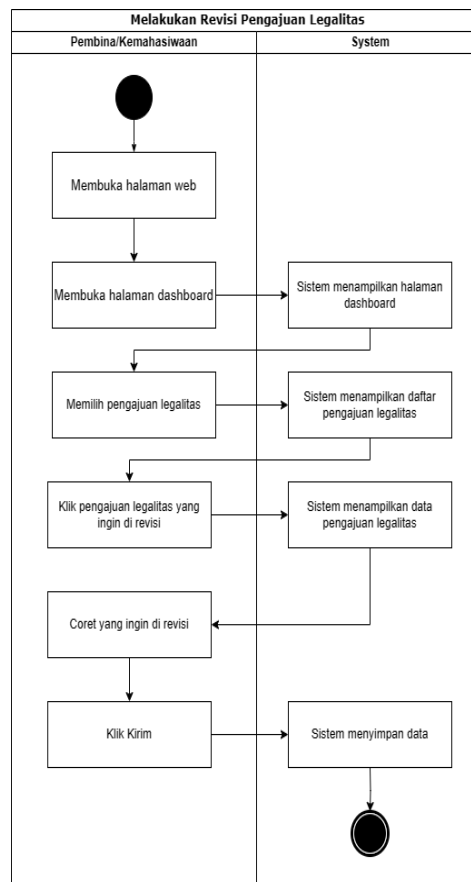 Melakukan Revisi Pengajuan Legalitas
Pembina/Kemahasiwaan
System
Membuka halaman web
Membuka halaman dashboard
Sistem menampilkan halaman
dashboard
Memilih pengajuan legalitas
Sistem menampilkan daftar
pengajuan legalitas
Klik pengajuan legalitas yang
ingin di revisi
Sistem menampilkan data
pengajuan legalitas
Coret yang ingin di revisi
Klik Kirim
Sistem menyimpan data